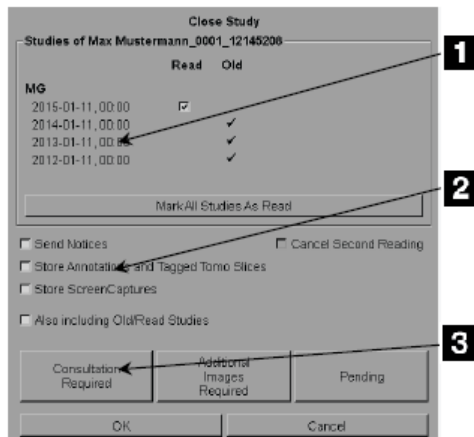 Close Study
Studies of Max Mustermann_0001_12145206
Read Old
MG
2015-01-11, 00:00
2014-01-11, 00:00
2013-01-11, 00:00
2012-01-11, 00:00
Mark All Studies As Read
Send Notices Cancel Second Reading
Store Annotations and Tagged Tomo Slices
Store ScreenCaptures
Also including Old/Read Studies
Consultation Required
Additional Images Required
Pending
OK Cancel
1
2
3